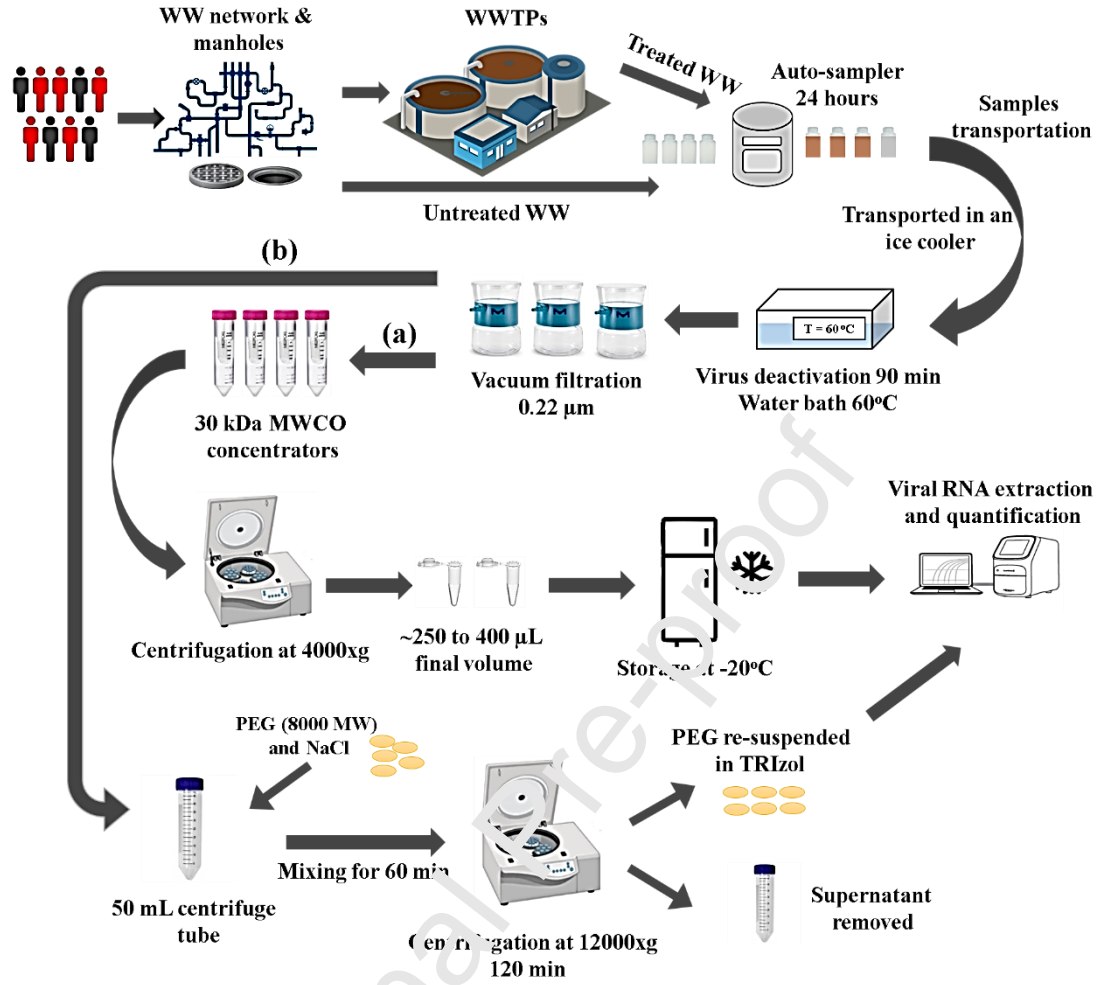 WW network &
manholes
WWTPs
Treated WW
Auto-sampler
24 hours
Samples
transportation
Untreated WW
Transported in an
ice cooler
(b)
(a)
T = 60 °C
30 kDa MWCO
concentrators
Vacuum filtration
0.22 µm
Virus deactivation 90 min
Water bath 60°C
Viral RNA extraction
and quantification
Centrifugation at 4000xg
~250 to 400 µL
final volume
Storage at -20°C
PEG (8000 MW)
and NaCl
PEG re-suspended
in TRIzol
Mixing for 60 min
50 mL centrifuge
tube
Centrifugation at 12000xg
120 min
Supernatant
removed
nal Pre-proof